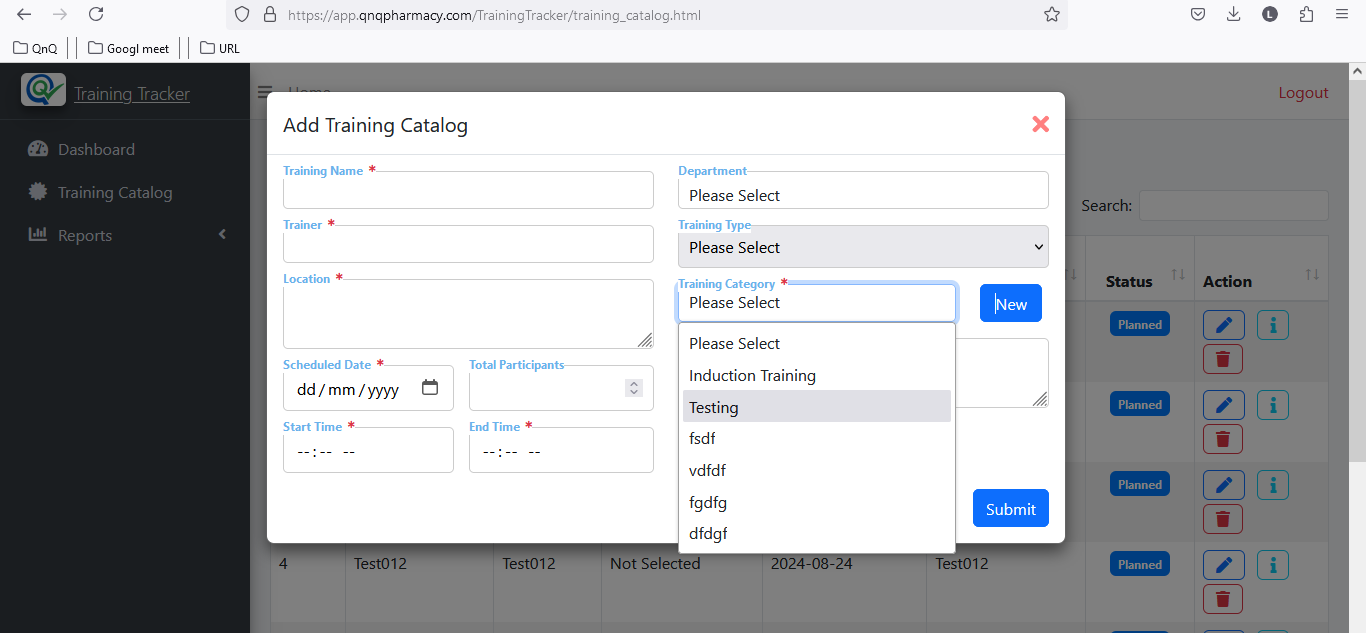 https://app.qnqpharmacy.com/TrainingTracker/training_catalog.html
L
QnQ
Googl meet
URL
Training Tracker
Home
Logout
Dashboard
Training Catalog
Reports
Add Training Catalog
Training Name *
Department
Please Select
Search:
Trainer *
Training Type
Please Select
Location *
Training Category *
Please Select
New
Status
Action
Please Select
Induction Training
Testing
fsdf
vdfdf
fgdfg
dfdgf
Scheduled Date *
dd/mm/yyyy
Total Participants
Start Time *
--:-- --
End Time *
--:-- --
Submit
Planned
Planned
Planned
4 Test012 Test012 Not Selected 2024-08-24 Test012 Planned